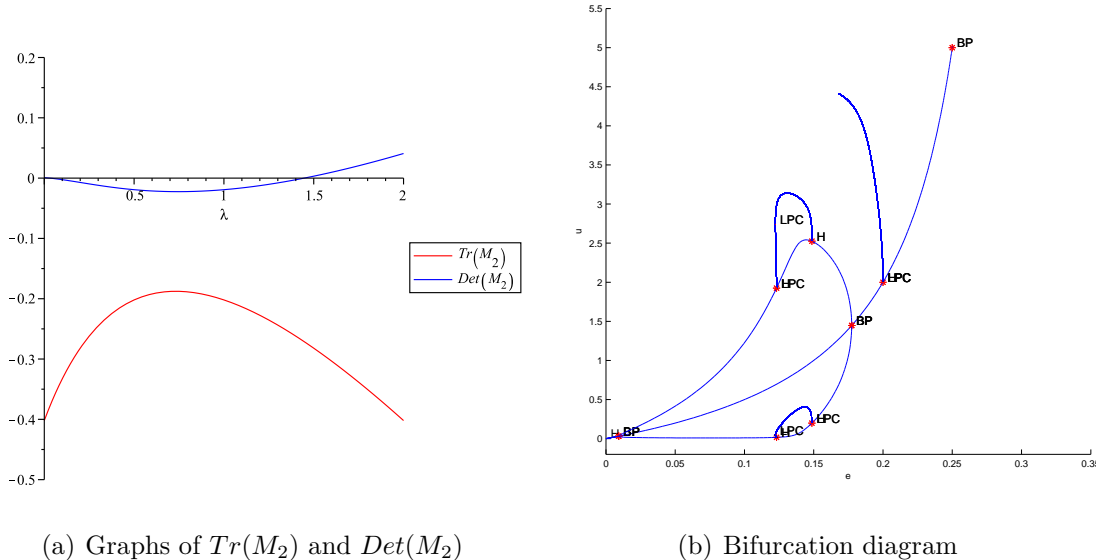 0.2
0.1
0
0.5
1
1.5
2
λ
−0.1
−0.2
−0.3
−0.4
−0.5
Tr(M₂)
Det(M₂)
(a) Graphs of Tr(M₂) and Det(M₂)
5.5
5
4.5
4
3.5
3
2.5
2
1.5
1
0.5
0
u
0
0.05
0.1
0.15
0.2
0.25
0.3
0.35
e
BP
LPC
H
LPC
LPC
BP
H
BP
LPC
H
LPC
(b) Bifurcation diagram